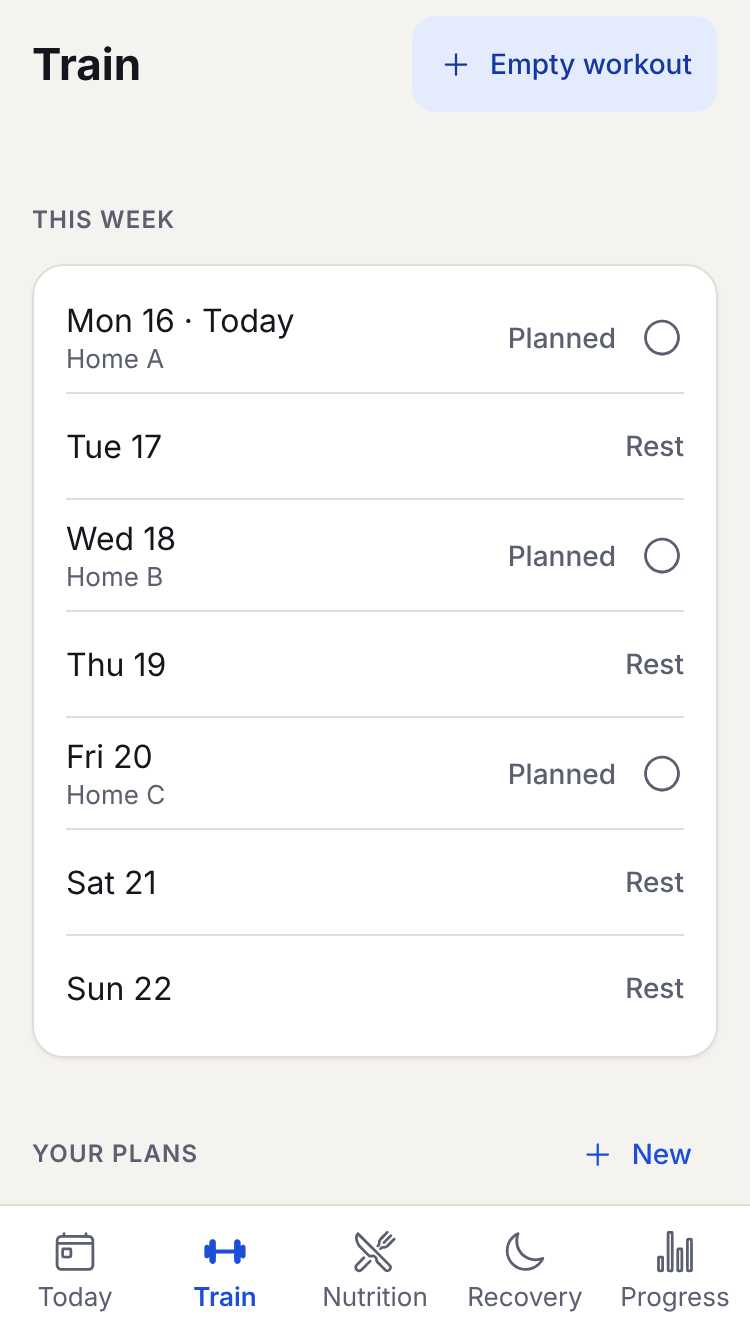 Train
+ Empty workout
THIS WEEK
Mon 16 · Today
Home A
Planned
Tue 17
Rest
Wed 18
Home B
Planned
Thu 19
Rest
Fri 20
Home C
Planned
Sat 21
Rest
Sun 22
Rest
YOUR PLANS
+ New
Today
Train
Nutrition
Recovery
Progress